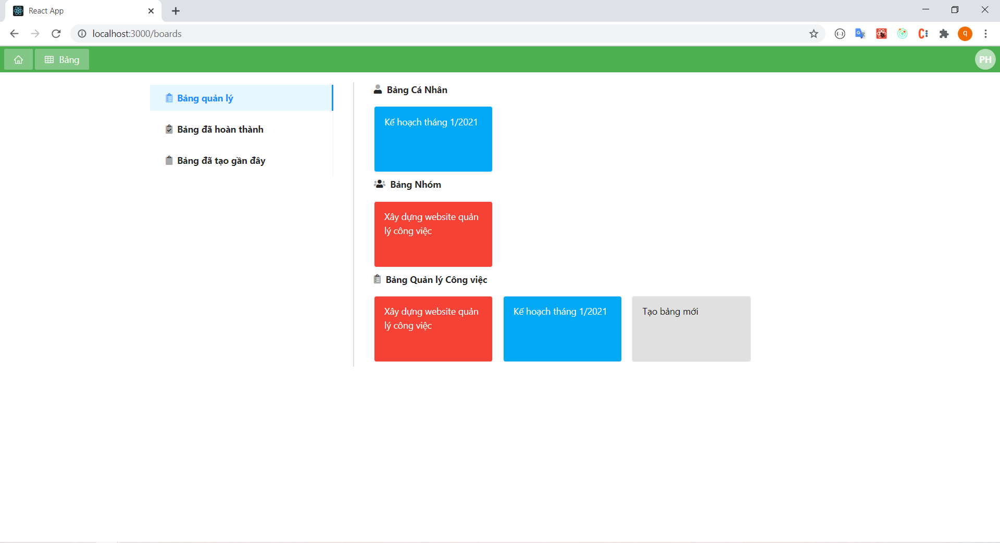 React App
localhost:3000/boards
q
Bảng
PH
Bảng quản lý
Bảng đã hoàn thành
Bảng đã tạo gần đây
Bảng Cá Nhân
Kế hoạch tháng 1/2021
Bảng Nhóm
Xây dựng website quản
lý công việc
Bảng Quản lý Công việc
Xây dựng website quản
lý công việc
Kế hoạch tháng 1/2021
Tạo bảng mới